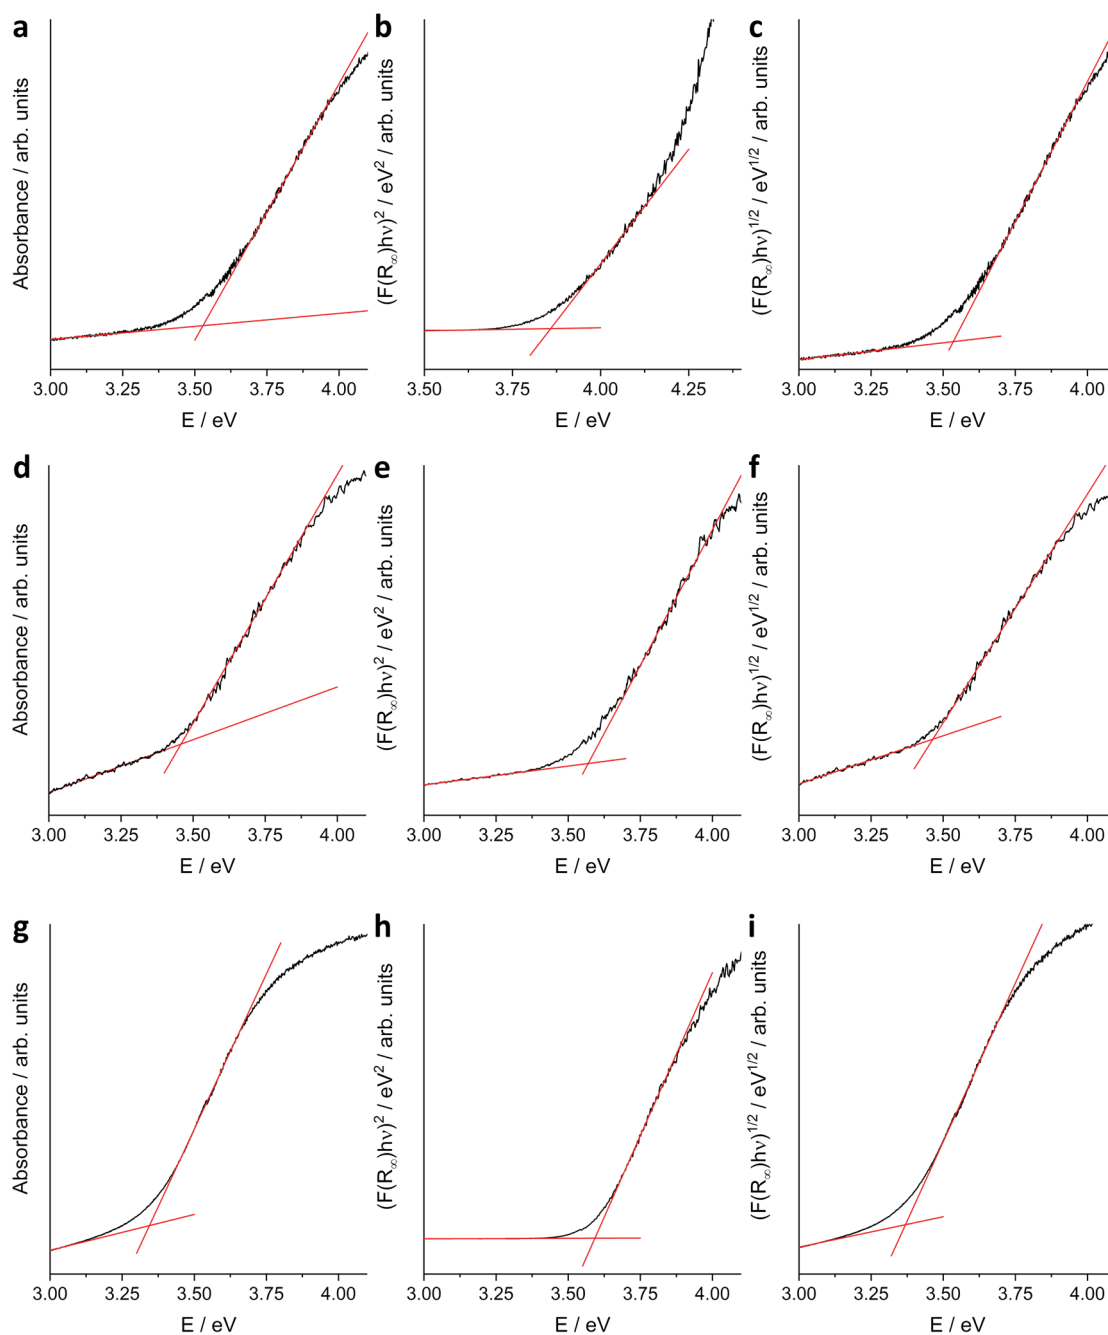 a
Absorbance / arb. units
3.00 3.25 3.50 3.75 4.00
E / eV
b
(F(R∞)hν)² / eV² / arb. units
3.50 3.75 4.00 4.25
E / eV
c
(F(R∞)hν)^1/2 / eV^1/2 / arb. units
3.00 3.25 3.50 3.75 4.00
E / eV
d
Absorbance / arb. units
3.00 3.25 3.50 3.75 4.00
E / eV
e
(F(R∞)hν)² / eV² / arb. units
3.00 3.25 3.50 3.75 4.00
E / eV
f
(F(R∞)hν)^1/2 / eV^1/2 / arb. units
3.00 3.25 3.50 3.75 4.00
E / eV
g
Absorbance / arb. units
3.00 3.25 3.50 3.75 4.00
E / eV
h
(F(R∞)hν)² / eV² / arb. units
3.00 3.25 3.50 3.75 4.00
E / eV
i
(F(R∞)hν)^1/2 / eV^1/2 / arb. units
3.00 3.25 3.50 3.75 4.00
E / eV